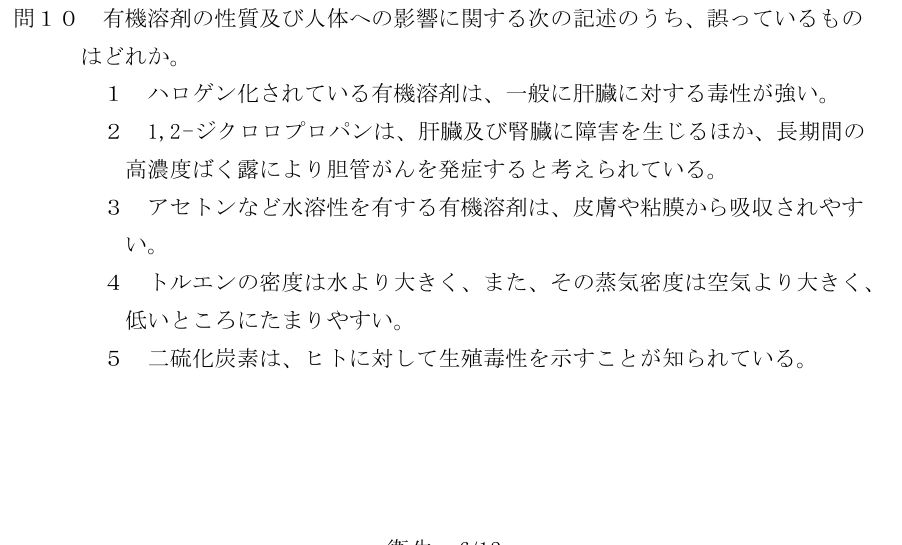 問１０　有機溶剤の性質及び人体への影響に関する次の記述のうち、誤っているもの
はどれか。
１　ハロゲン化されている有機溶剤は、一般に肝臓に対する毒性が強い。
２　1,2-ジクロロプロパンは、肝臓及び腎臓に障害を生じるほか、長期間の
高濃度ばく露により胆管がんを発症すると考えられている。
３　アセトンなど水溶性を有する有機溶剤は、皮膚や粘膜から吸収されやす
い。
４　トルエンの密度は水より大きく、また、その蒸気密度は空気より大きく、
低いところにたまりやすい。
５　二硫化炭素は、ヒトに対して生殖毒性を示すことが知られている。